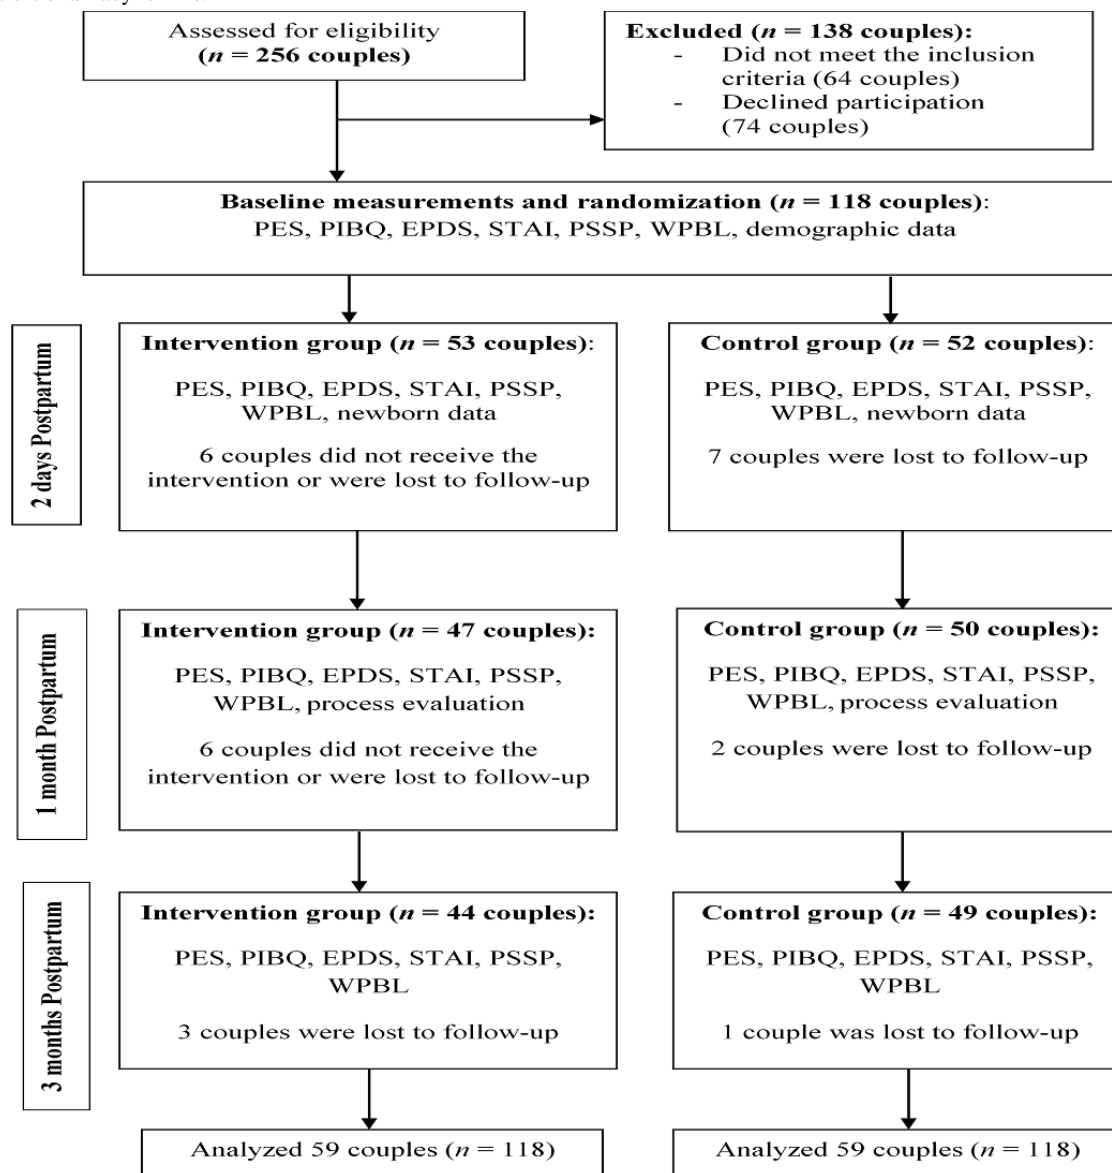 Assessed for eligibility
(n = 256 couples)
Excluded (n = 138 couples):
- Did not meet the inclusion
criteria (64 couples)
- Declined participation
(74 couples)
Baseline measurements and randomization (n = 118 couples):
PES, PIBQ, EPDS, STAI, PSSP, WPBL, demographic data
2 days Postpartum
Intervention group (n = 53 couples):
PES, PIBQ, EPDS, STAI, PSSP,
WPBL, newborn data
6 couples did not receive the
intervention or were lost to follow-up
Control group (n = 52 couples):
PES, PIBQ, EPDS, STAI, PSSP,
WPBL, newborn data
7 couples were lost to follow-up
1 month Postpartum
Intervention group (n = 47 couples):
PES, PIBQ, EPDS, STAI, PSSP,
WPBL, process evaluation
6 couples did not receive the
intervention or were lost to follow-up
Control group (n = 50 couples):
PES, PIBQ, EPDS, STAI, PSSP,
WPBL, process evaluation
2 couples were lost to follow-up
3 months Postpartum
Intervention group (n = 44 couples):
PES, PIBQ, EPDS, STAI, PSSP,
WPBL
3 couples were lost to follow-up
Control group (n = 49 couples):
PES, PIBQ, EPDS, STAI, PSSP,
WPBL
1 couple was lost to follow-up
Analyzed 59 couples (n = 118)
Analyzed 59 couples (n = 118)